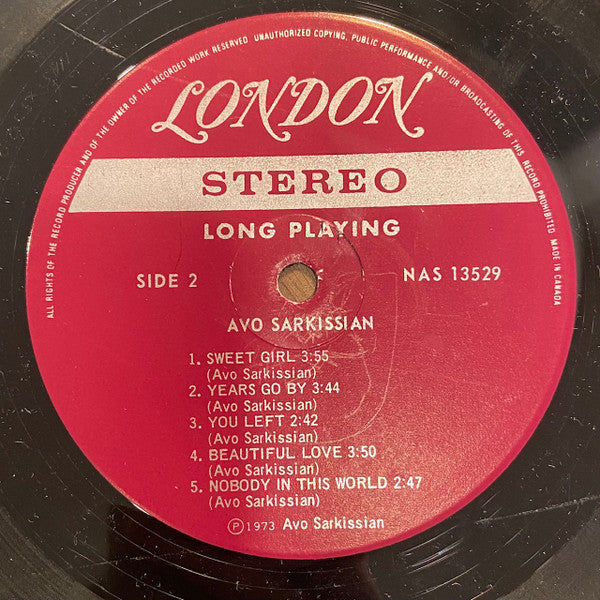 ALL RIGHTS OF THE RECORD PRODUCER AND OF THE OWNER OF THE RECORDED WORK RESERVED. UNAUTHORIZED COPYING, PUBLIC PERFORMANCE AND/OR BROADCASTING OF THIS RECORD PROHIBITED. MADE IN CANADA
LONDON
STEREO
LONG PLAYING
SIDE 2
NAS 13529
AVO SARKISSIAN
1. SWEET GIRL 3:55
(Avo Sarkissian)
2. YEARS GO BY 3:44
(Avo Sarkissian)
3. YOU LEFT 2:42
(Avo Sarkissian)
4. BEAUTIFUL LOVE 3:50
(Avo Sarkissian)
5. NOBODY IN THIS WORLD 2:47
(Avo Sarkissian)
℗1973 Avo Sarkissian